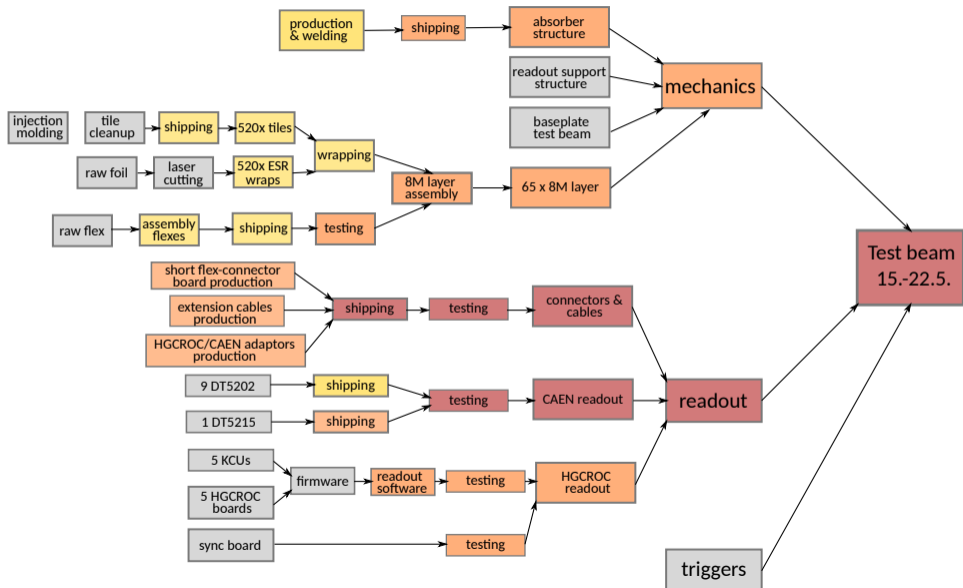 production
& welding
shipping
absorber
structure
readout support
structure
mechanics
baseplate
test beam
injection
molding
tile
cleanup
shipping
520x tiles
wrapping
raw foil
laser
cutting
520x ESR
wraps
8M layer
assembly
65 x 8M layer
raw flex
assembly
flexes
shipping
testing
Test beam
15.-22.5.
short flex-connector
board production
extension cables
production
HGCROC/CAEN adaptors
production
shipping
testing
connectors &
cables
9 DT5202
shipping
1 DT5215
shipping
testing
CAEN readout
readout
5 KCUs
5 HGCROC
boards
firmware
readout
software
testing
HGCROC
readout
sync board
testing
triggers